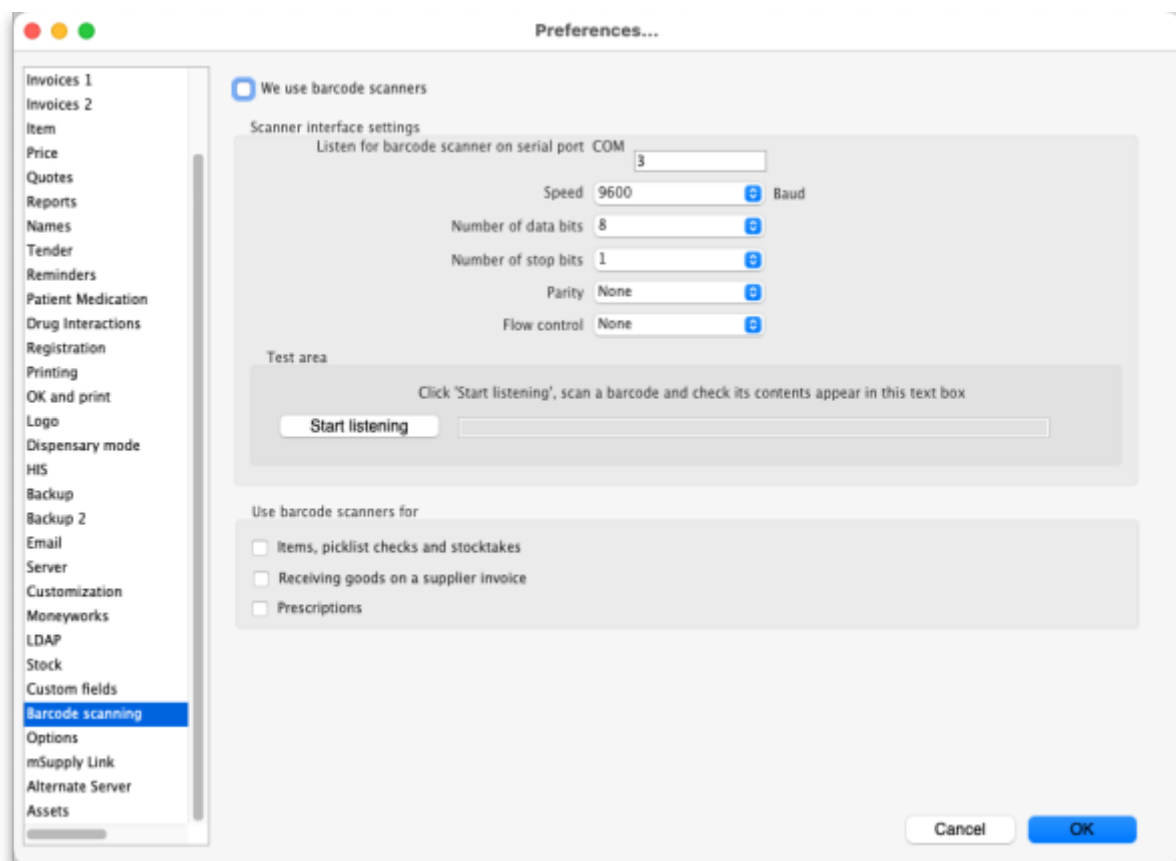 Preferences...
Invoices 1
Invoices 2
Item
Price
Quotes
Reports
Names
Tender
Reminders
Patient Medication
Drug Interactions
Registration
Printing
OK and print
Logo
Dispensary mode
HIS
Backup
Backup 2
Email
Server
Customization
Moneyworks
LDAP
Stock
Custom fields
Barcode scanning
Options
mSupply Link
Alternate Server
Assets
We use barcode scanners
Scanner interface settings
Listen for barcode scanner on serial port COM 3
Speed 9600 Baud
Number of data bits 8
Number of stop bits 1
Parity None
Flow control None
Test area
Click 'Start listening', scan a barcode and check its contents appear in this text box
Start listening
Use barcode scanners for
Items, picklist checks and stocktakes
Receiving goods on a supplier invoice
Prescriptions
Cancel OK